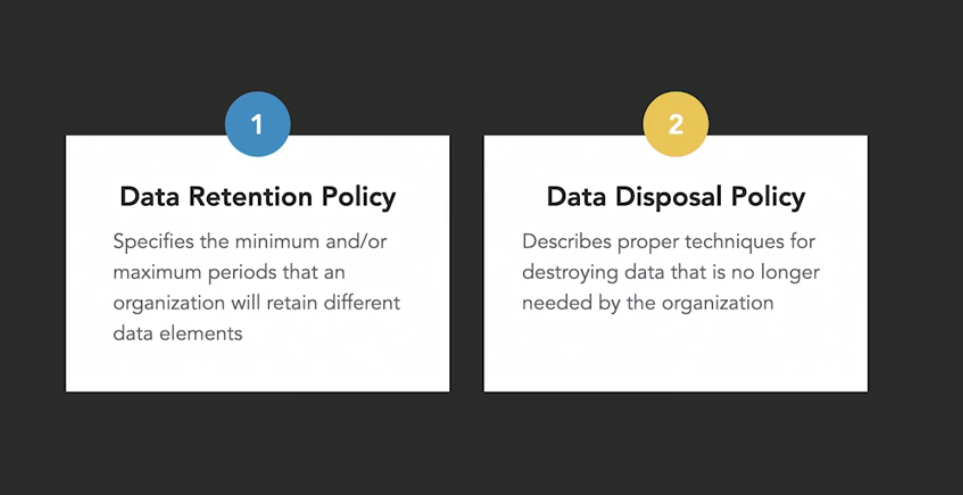 1
Data Retention Policy
Specifies the minimum and/or
maximum periods that an
organization will retain different
data elements
2
Data Disposal Policy
Describes proper techniques for
destroying data that is no longer
needed by the organization